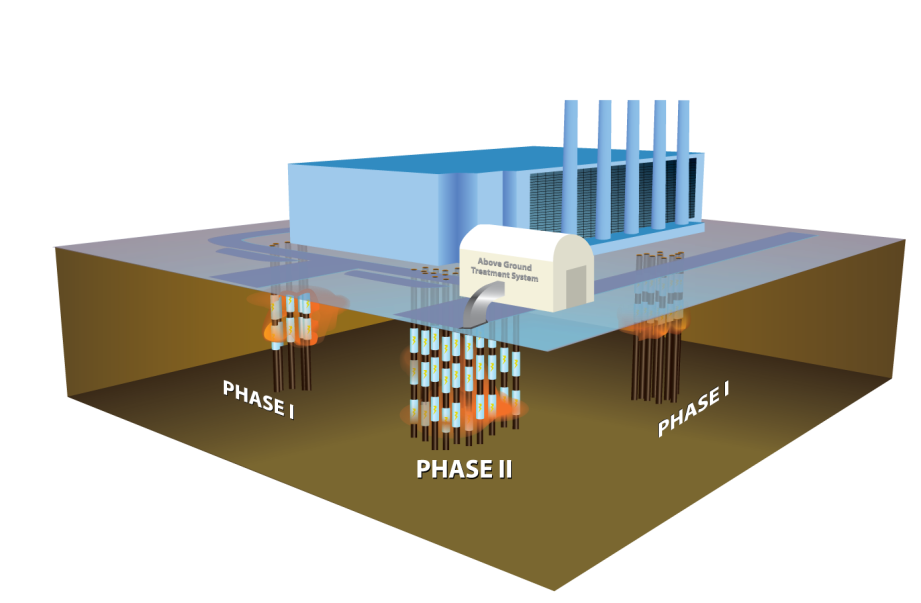 Above Ground
Treatment System
PHASE I
PHASE I
PHASE II